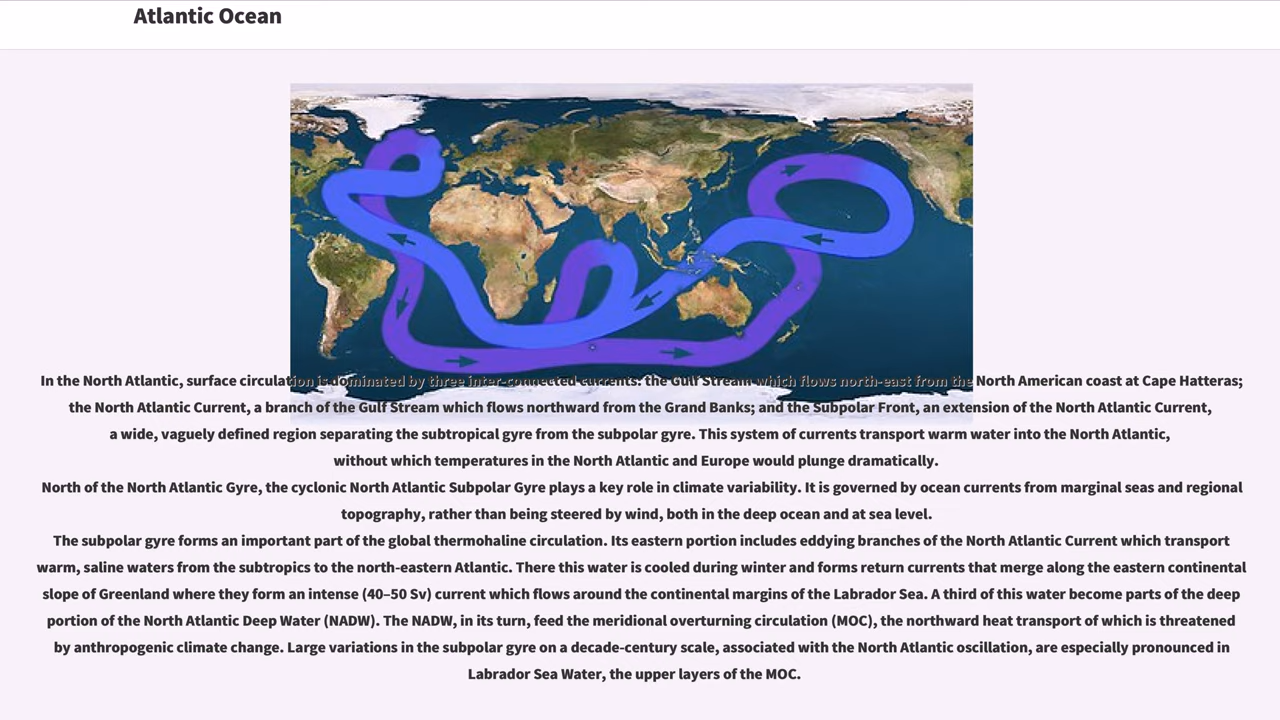 Atlantic Ocean
In the North Atlantic, surface circulation is dominated by three inter-connected currents: the Gulf Stream which flows north-east from the North American coast at Cape Hatteras;
the North Atlantic Current, a branch of the Gulf Stream which flows northward from the Grand Banks; and the Subpolar Front, an extension of the North Atlantic Current,
a wide, vaguely defined region separating the subtropical gyre from the subpolar gyre. This system of currents transport warm water into the North Atlantic,
without which temperatures in the North Atlantic and Europe would plunge dramatically.
North of the North Atlantic Gyre, the cyclonic North Atlantic Subpolar Gyre plays a key role in climate variability. It is governed by ocean currents from marginal seas and regional
topography, rather than being steered by wind, both in the deep ocean and at sea level.
The subpolar gyre forms an important part of the global thermohaline circulation. Its eastern portion includes eddying branches of the North Atlantic Current which transport
warm, saline waters from the subtropics to the north-eastern Atlantic. There this water is cooled during winter and forms return currents that merge along the eastern continental
slope of Greenland where they form an intense (40–50 Sv) current which flows around the continental margins of the Labrador Sea. A third of this water become parts of the deep
portion of the North Atlantic Deep Water (NADW). The NADW, in its turn, feed the meridional overturning circulation (MOC), the northward heat transport of which is threatened
by anthropogenic climate change. Large variations in the subpolar gyre on a decade-century scale, associated with the North Atlantic oscillation, are especially pronounced in
Labrador Sea Water, the upper layers of the MOC.